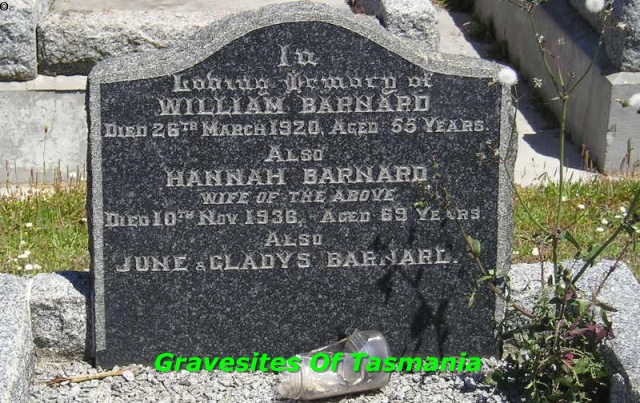 ©
In
Loving Memory of
WILLIAM BARNARD
DIED 26TH MARCH 1920, AGED 55 YEARS.
ALSO
HANNAH BARNARD
WIFE OF THE ABOVE
DIED 10TH NOV 1936. AGED 69 YEARS
ALSO
JUNE & GLADYS BARNARD.
Gravesites Of Tasmania